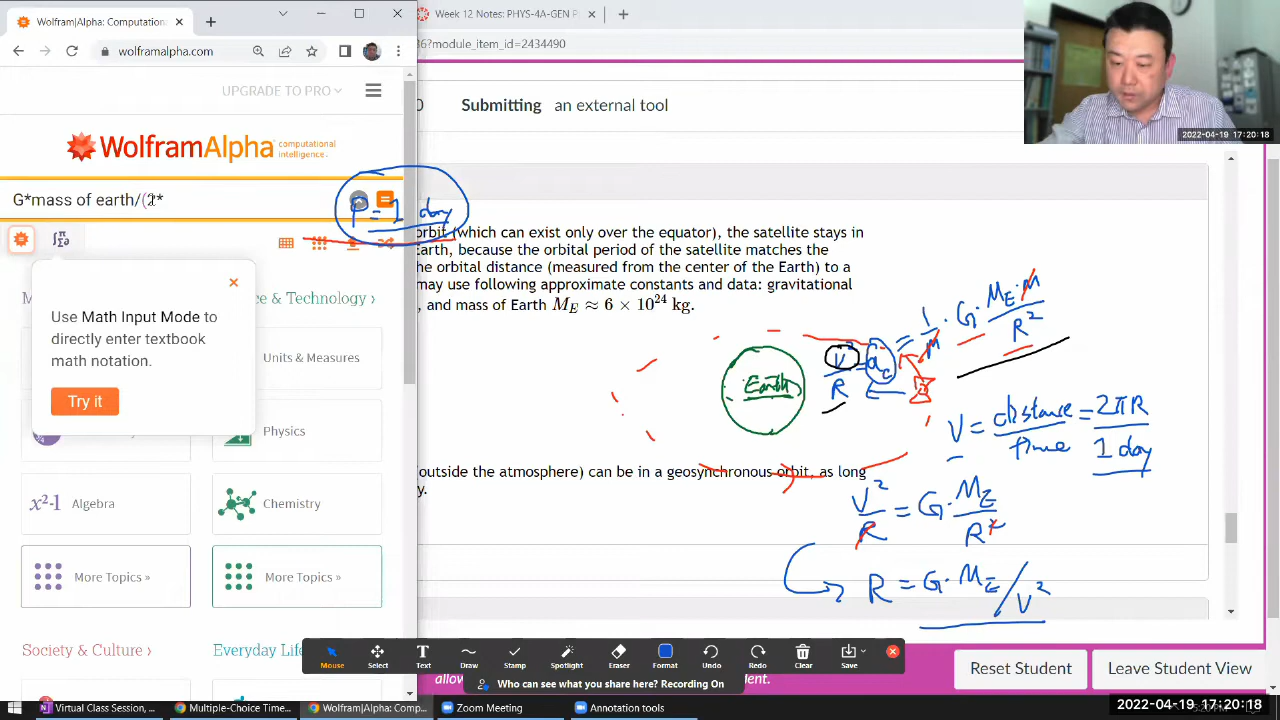 Wolfram|Alpha: Computationa
Week 12 Notes: PHYS-4A-GEN P
wolframalpha.com
36?module_item_id=2434490
UPGRADE TO PRO
0 Submitting an external tool
WolframAlpha computational intelligence.
2022-04-19 17:20:18
G*mass of earth/(2*
P = 1 day
orbit (which can exist only over the equator), the satellite stays in
Earth, because the orbital period of the satellite matches the
he orbital distance (measured from the center of the Earth) to a
may use following approximate constants and data: gravitational
, and mass of Earth M_E ≈ 6 × 10^24 kg.
Use Math Input Mode to
directly enter textbook
math notation.
Try it
& Technology ›
Units & Measures
Physics
Algebra
Chemistry
More Topics »
More Topics »
Society & Culture ›
Everyday Life
Earth
V²/R = a_c = 1/m · G · M_E · m / R²
V = distance/time = 2πR/1 day
(outside the atmosphere) can be in a geosynchronous orbit, as long
y.
V²/R = G · M_E/R²
R = G · M_E / V²
Mouse
Select
Text
Draw
Stamp
Spotlight
Eraser
Format
Undo
Redo
Clear
Save
Who can see what you share here? Recording On
Reset Student
Leave Student View
Virtual Class Session, ...
Multiple-Choice Time...
Wolfram|Alpha: Comp...
Zoom Meeting
Annotation tools
2022-04-19 17:20:18